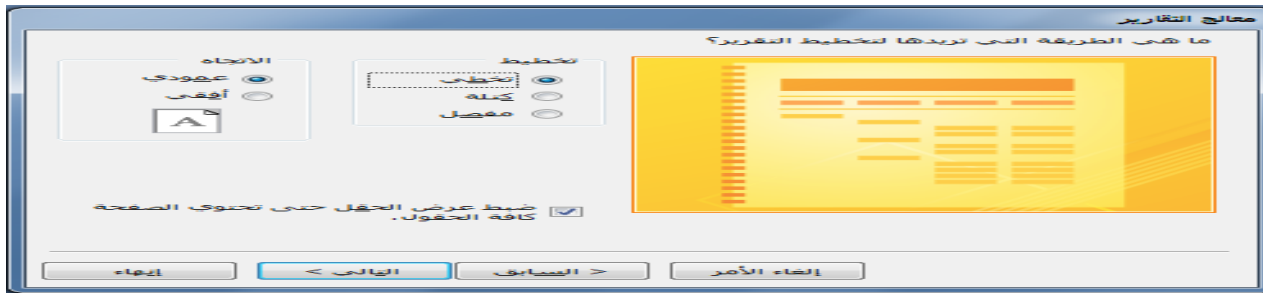 معالج التقارير
ما هي الطريقة التي تريدها لتخطيط التقرير؟
تخطيط
تخطي
كتلة
مفصل
الاتجاه
عمودي
أفقي
A
ضبط عرض الحقل حتى تحتوي الصفحة
كافة الحقول.
إلغاء الأمر
< السابق
التالي >
إنهاء